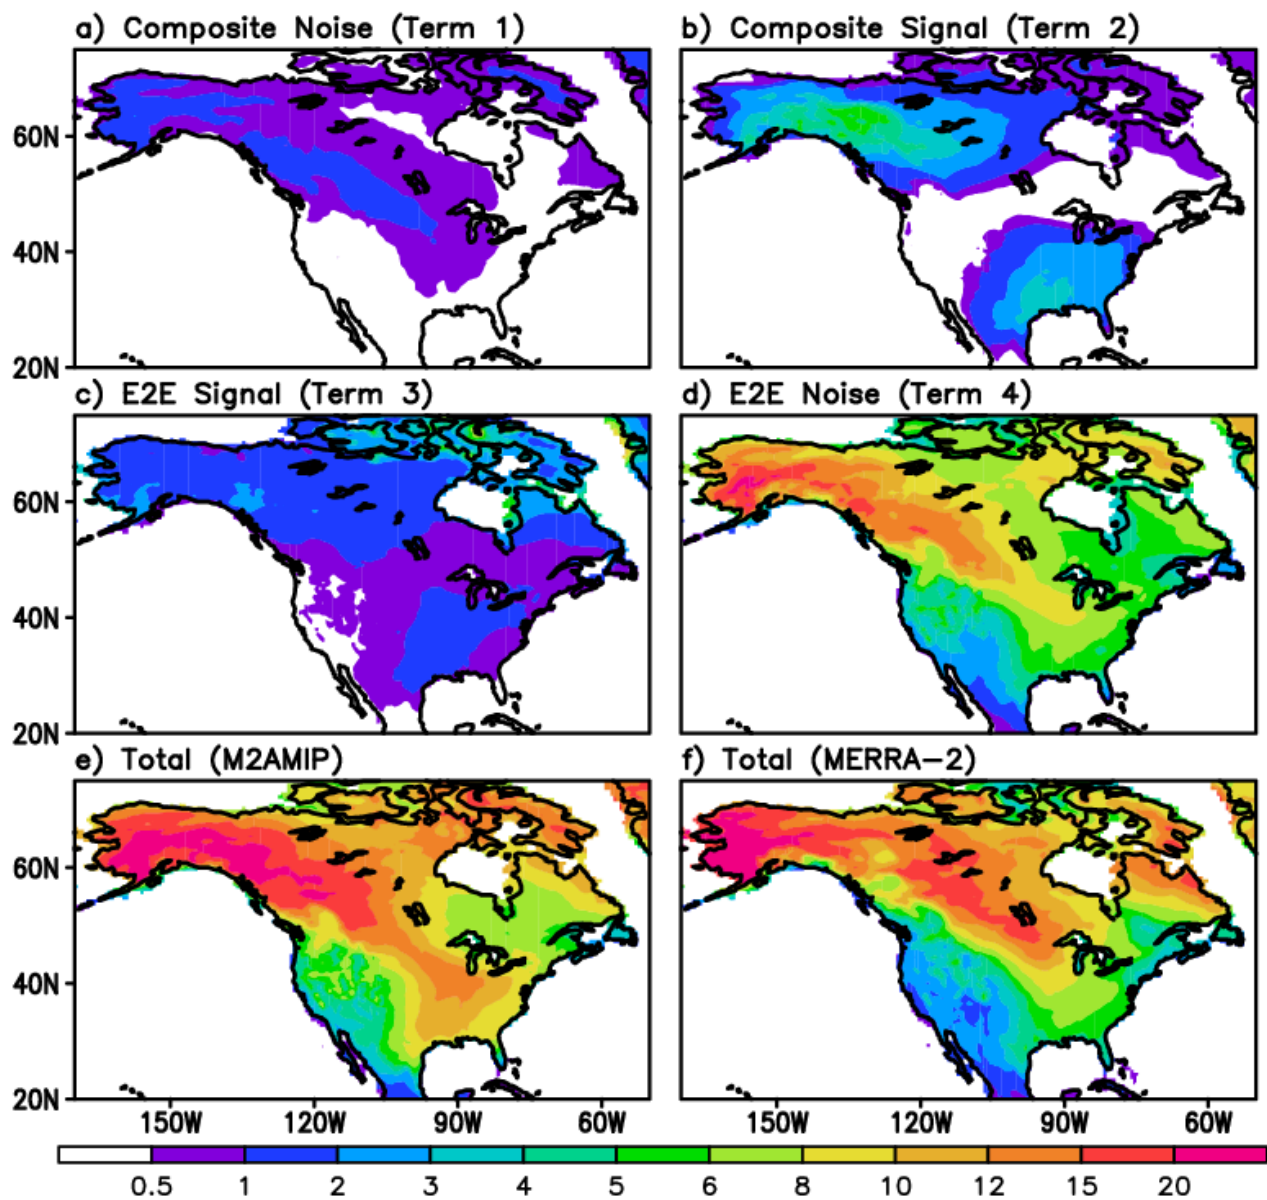 a) Composite Noise (Term 1)
b) Composite Signal (Term 2)
60N
40N
20N
c) E2E Signal (Term 3)
d) E2E Noise (Term 4)
60N
40N
20N
e) Total (M2AMIP)
f) Total (MERRA-2)
60N
40N
20N
150W 120W 90W 60W 150W 120W 90W 60W
0.5 1 2 3 4 5 6 8 10 12 15 20